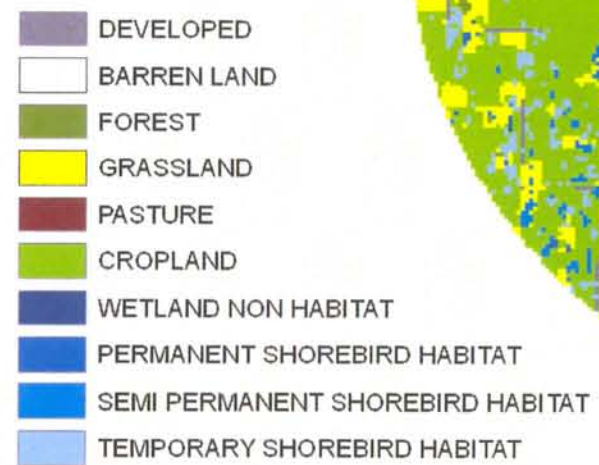 DEVELOPED
BARREN LAND
FOREST
GRASSLAND
PASTURE
CROPLAND
WETLAND NON HABITAT
PERMANENT SHOREBIRD HABITAT
SEMI PERMANENT SHOREBIRD HABITAT
TEMPORARY SHOREBIRD HABITAT